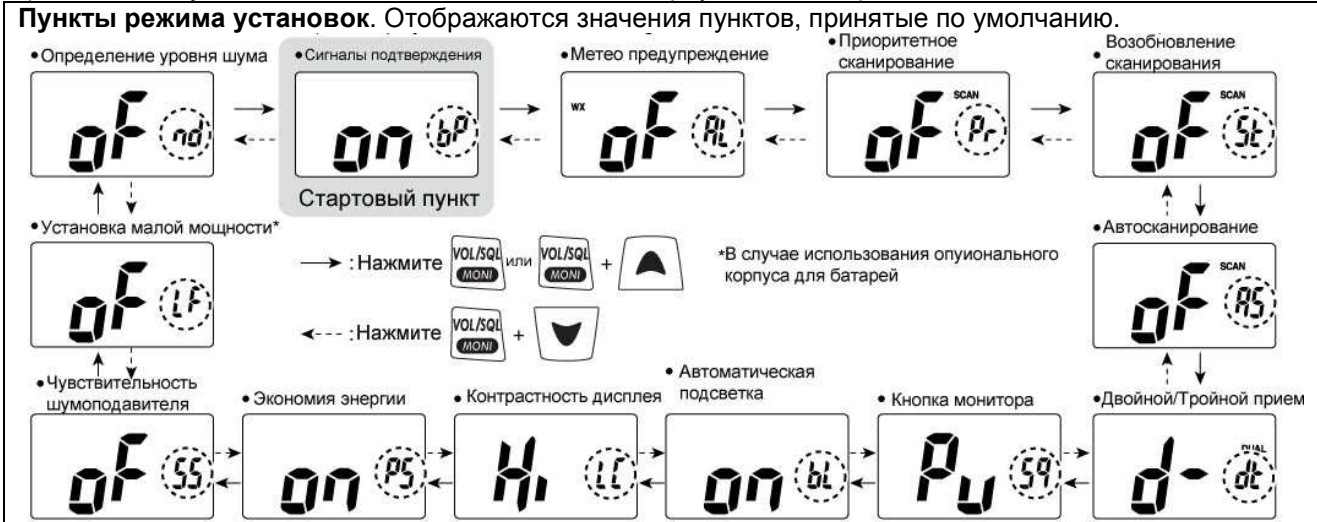 Пункты режима установок. Отображаются значения пунктов, принятые по умолчанию.
•Определение уровня шума
oF nd
•Сигналы подтверждения
on bP
Стартовый пункт
•Метео предупреждение
WX
oF AL
•Приоритетное
сканирование
SCAN
oF Pr
Возобновление
•сканирования
SCAN
oF St
•Установка малой мощности*
oF LF
: Нажмите VOL/SQL MONI или VOL/SQL MONI +
: Нажмите VOL/SQL MONI +
*В случае использования опуионального
корпуса для батарей
•Автосканирование
SCAN
oF AS
•Чувствительность
шумоподавителя
oF SS
•Экономия энергии
on PS
•Контрастность дисплея
Hi LC
•Автоматическая
подсветка
on bL
•Кнопка монитора
Pu S9
•Двойной/Тройной прием
DUAL
d- dt